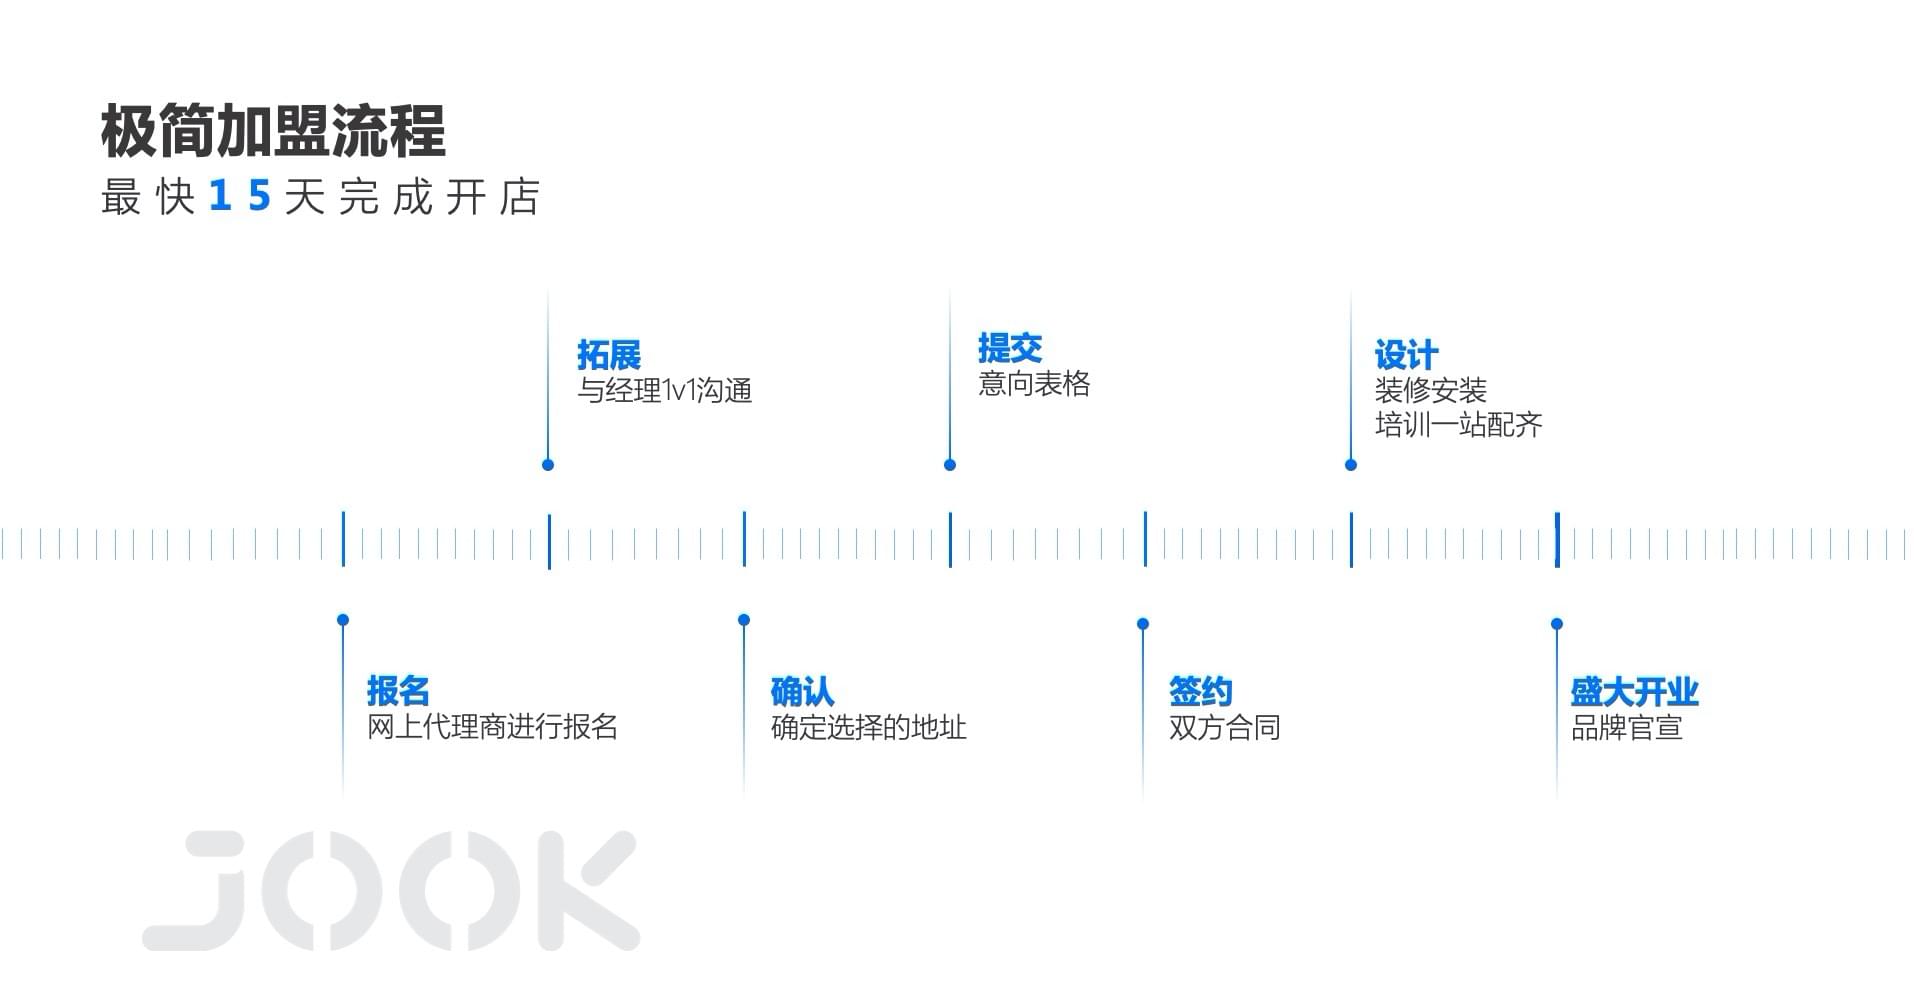 极简加盟流程
最快15天完成开店
报名
网上代理商进行报名
拓展
与经理1v1沟通
确认
确定选择的地址
提交
意向表格
签约
双方合同
设计
装修安装
培训一站配齐
盛大开业
品牌官宣
JOOK